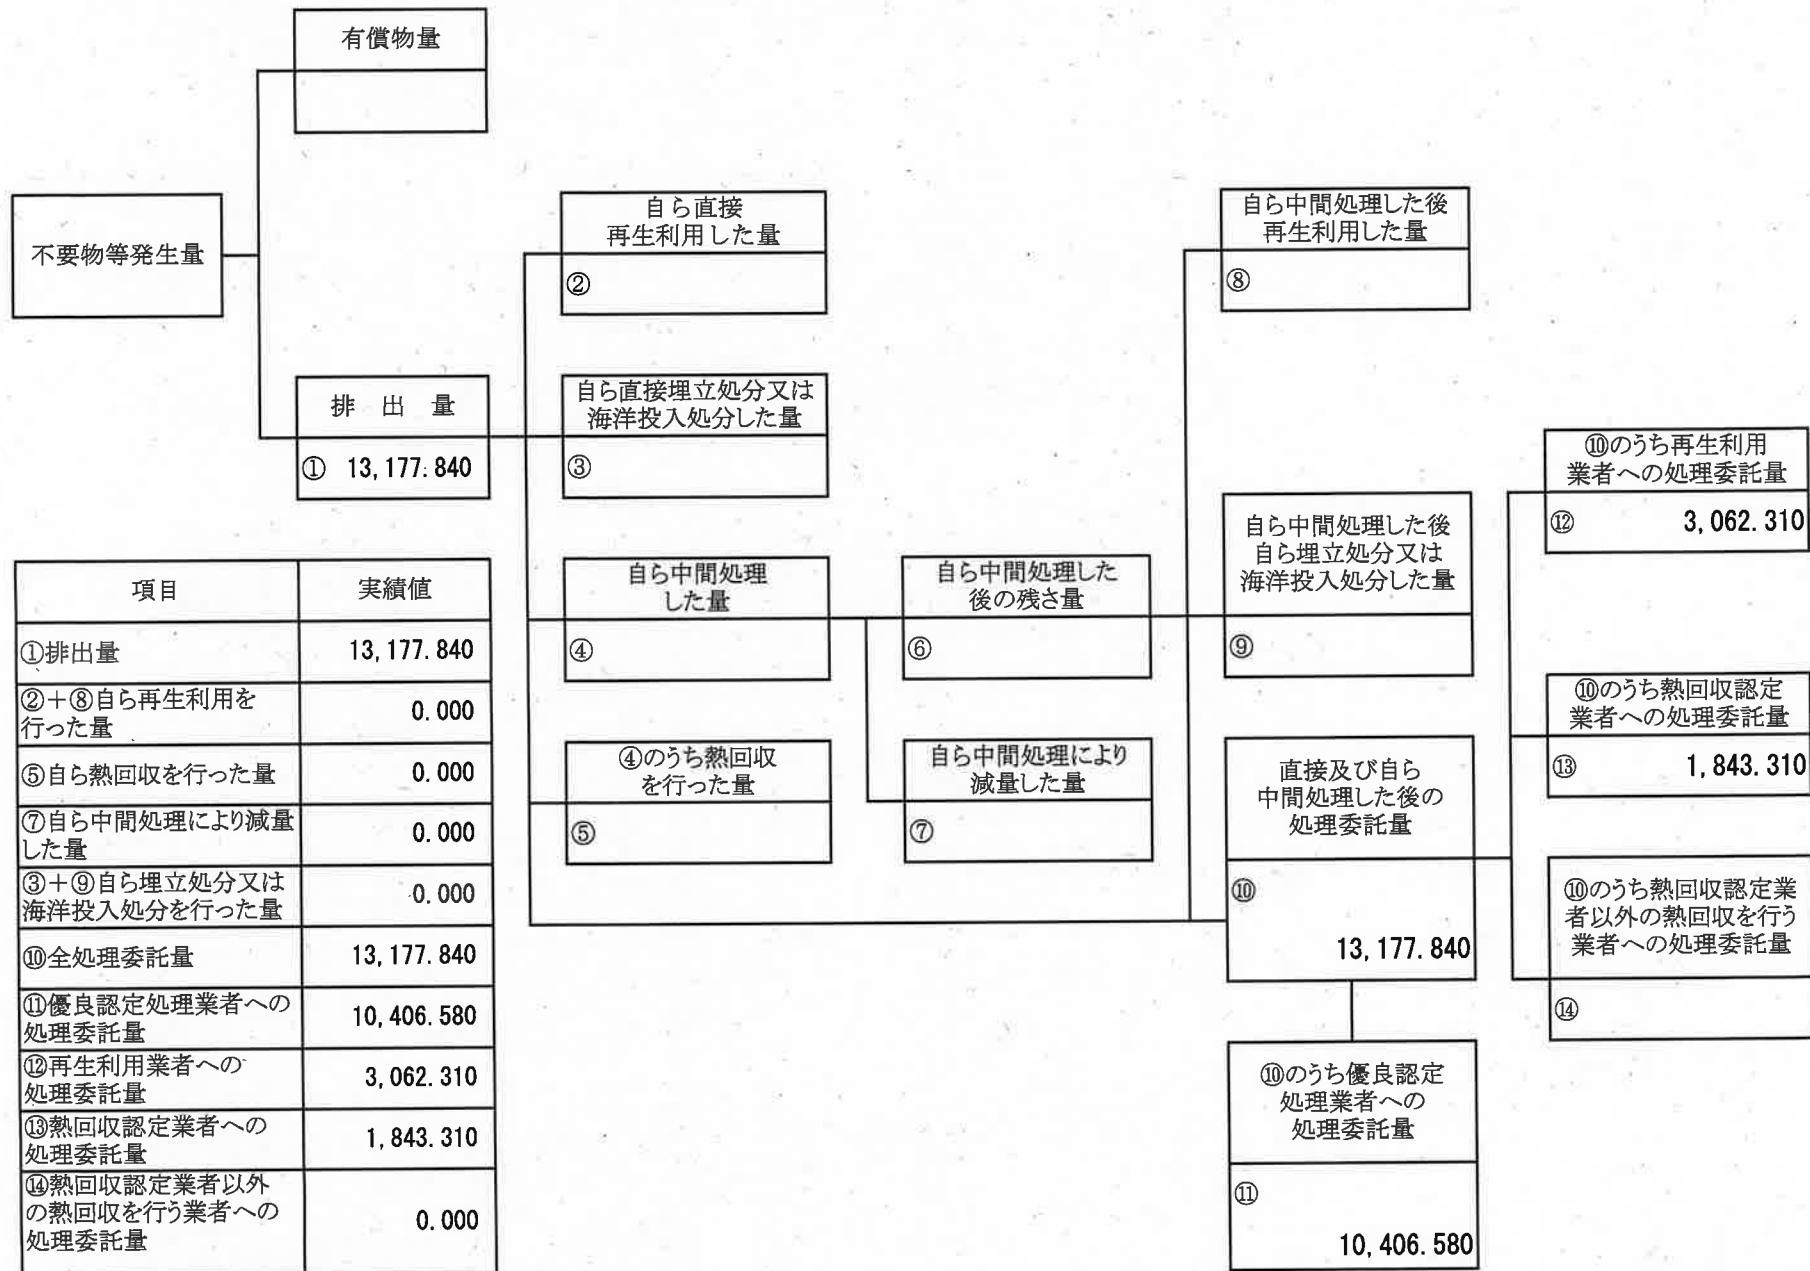 有償物量
不要物等発生量
自ら直接
再生利用した量
②
自ら中間処理した後
再生利用した量
⑧
排 出 量
① 13,177.840
自ら直接埋立処分又は
海洋投入処分した量
③
⑩のうち再生利用
業者への処理委託量
⑫ 3,062.310
自ら中間処理
した量
④
自ら中間処理した
後の残さ量
⑥
自ら中間処理した後
自ら埋立処分又は
海洋投入処分した量
⑨
⑩のうち熱回収認定
業者への処理委託量
⑬ 1,843.310
④のうち熱回収
を行った量
⑤
自ら中間処理により
減量した量
⑦
直接及び自ら
中間処理した後の
処理委託量
⑩
13,177.840
⑩のうち熱回収認定業
者以外の熱回収を行う
業者への処理委託量
⑭
⑩のうち優良認定
処理業者への
処理委託量
⑪
10,406.580
項目 実績値
①排出量 13,177.840
②+⑧自ら再生利用を
行った量 0.000
⑤自ら熱回収を行った量 0.000
⑦自ら中間処理により減量
した量 0.000
③+⑨自ら埋立処分又は
海洋投入処分を行った量 0.000
⑩全処理委託量 13,177.840
⑪優良認定処理業者への
処理委託量 10,406.580
⑫再生利用業者への
処理委託量 3,062.310
⑬熱回収認定業者への
処理委託量 1,843.310
⑭熱回収認定業者以外
の熱回収を行う業者への
処理委託量 0.000